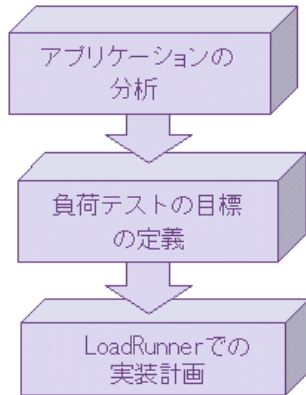 アプリケーションの
分析
負荷テストの目標
の定義
LoadRunnerでの
実装計画